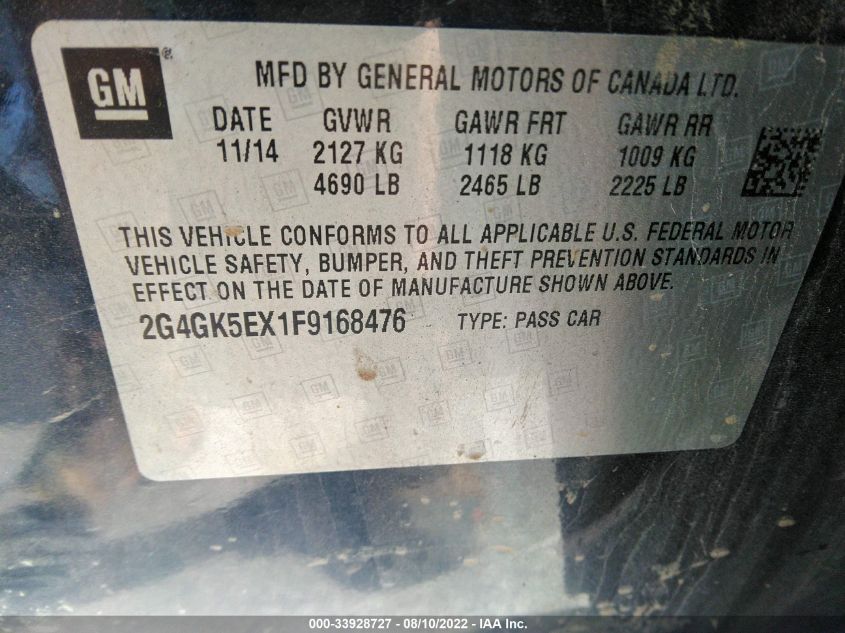 GM ®
MFD BY GENERAL MOTORS OF CANADA LTD.
DATE GVWR GAWR FRT GAWR RR
11/14 2127 KG 1118 KG 1009 KG
4690 LB 2465 LB 2225 LB
THIS VEHICLE CONFORMS TO ALL APPLICABLE U.S. FEDERAL MOTOR
VEHICLE SAFETY, BUMPER, AND THEFT PREVENTION STANDARDS IN
EFFECT ON THE DATE OF MANUFACTURE SHOWN ABOVE.
2G4GK5EX1F9168476 TYPE: PASS CAR
000-33928727 - 08/10/2022 - IAA Inc.